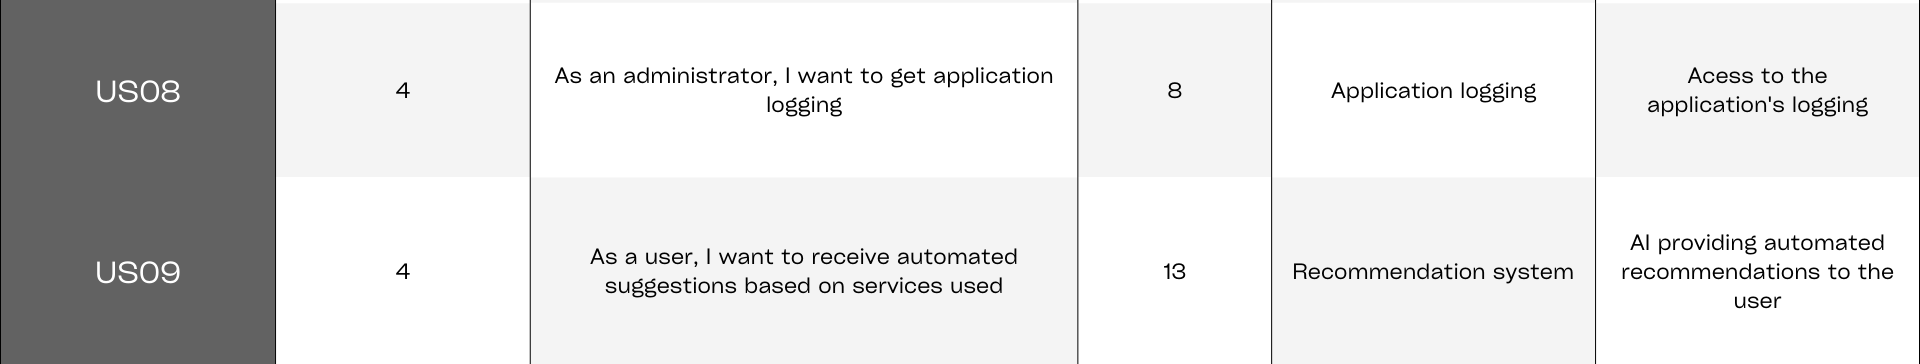 US08
4
As an administrator, I want to get application
logging
8
Application logging
Acess to the
application's logging
US09
4
As a user, I want to receive automated
suggestions based on services used
13
Recommendation system
AI providing automated
recommendations to the
user